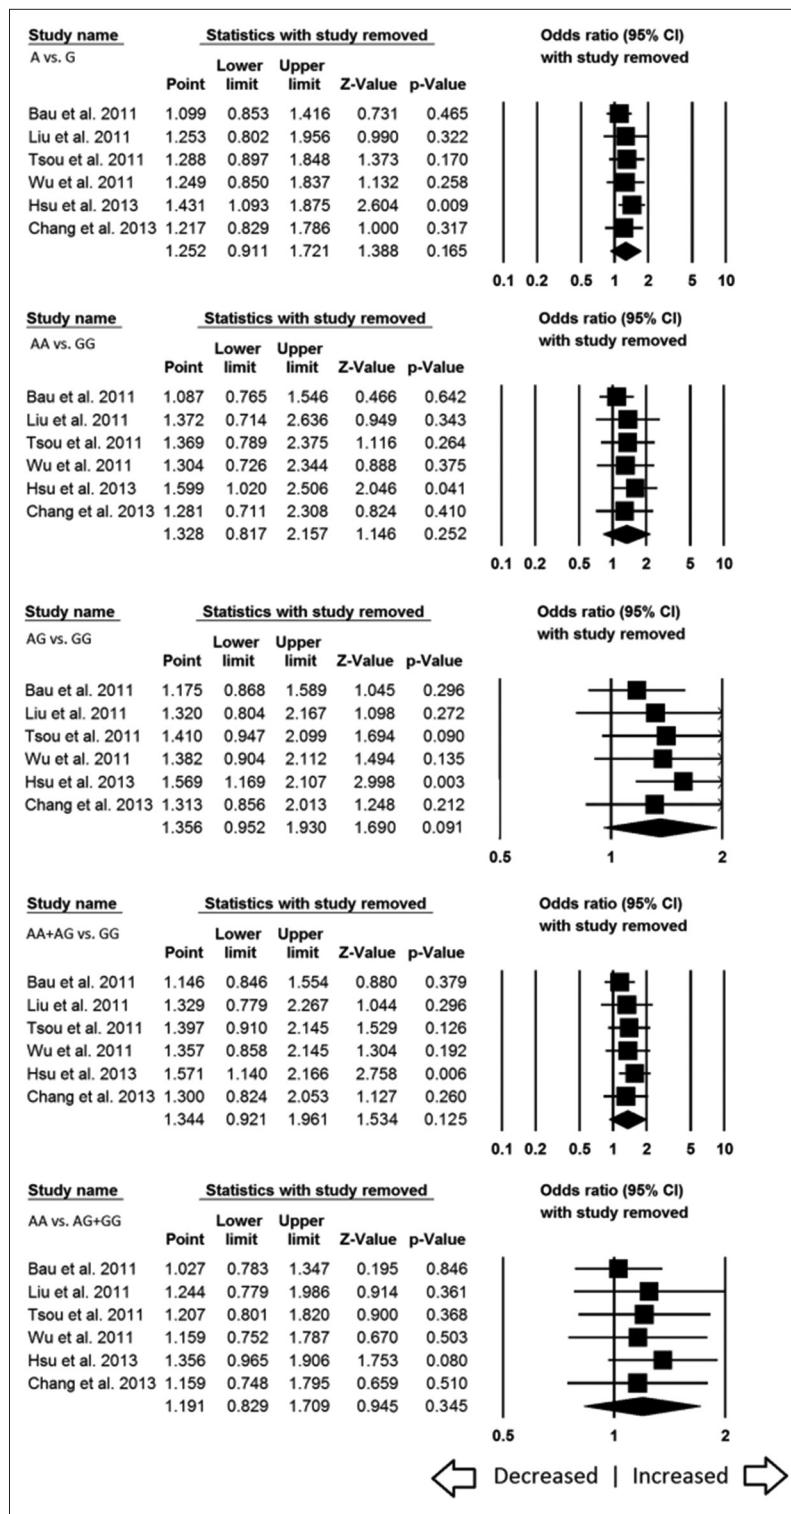 Study name Statistics with study removed Odds ratio (95% CI)
A vs. G with study removed
Lower Upper
Point limit limit Z-Value p-Value
Bau et al. 2011 1.099 0.853 1.416 0.731 0.465
Liu et al. 2011 1.253 0.802 1.956 0.990 0.322
Tsou et al. 2011 1.288 0.897 1.848 1.373 0.170
Wu et al. 2011 1.249 0.850 1.837 1.132 0.258
Hsu et al. 2013 1.431 1.093 1.875 2.604 0.009
Chang et al. 2013 1.217 0.829 1.786 1.000 0.317
1.252 0.911 1.721 1.388 0.165
0.1 0.2 0.5 1 2 5 10
Study name Statistics with study removed Odds ratio (95% CI)
AA vs. GG with study removed
Lower Upper
Point limit limit Z-Value p-Value
Bau et al. 2011 1.087 0.765 1.546 0.466 0.642
Liu et al. 2011 1.372 0.714 2.636 0.949 0.343
Tsou et al. 2011 1.369 0.789 2.375 1.116 0.264
Wu et al. 2011 1.304 0.726 2.344 0.888 0.375
Hsu et al. 2013 1.599 1.020 2.506 2.046 0.041
Chang et al. 2013 1.281 0.711 2.308 0.824 0.410
1.328 0.817 2.157 1.146 0.252
0.1 0.2 0.5 1 2 5 10
Study name Statistics with study removed Odds ratio (95% CI)
AG vs. GG with study removed
Lower Upper
Point limit limit Z-Value p-Value
Bau et al. 2011 1.175 0.868 1.589 1.045 0.296
Liu et al. 2011 1.320 0.804 2.167 1.098 0.272
Tsou et al. 2011 1.410 0.947 2.099 1.694 0.090
Wu et al. 2011 1.382 0.904 2.112 1.494 0.135
Hsu et al. 2013 1.569 1.169 2.107 2.998 0.003
Chang et al. 2013 1.313 0.856 2.013 1.248 0.212
1.356 0.952 1.930 1.690 0.091
0.5 1 2
Study name Statistics with study removed Odds ratio (95% CI)
AA+AG vs. GG with study removed
Lower Upper
Point limit limit Z-Value p-Value
Bau et al. 2011 1.146 0.846 1.554 0.880 0.379
Liu et al. 2011 1.329 0.779 2.267 1.044 0.296
Tsou et al. 2011 1.397 0.910 2.145 1.529 0.126
Wu et al. 2011 1.357 0.858 2.145 1.304 0.192
Hsu et al. 2013 1.571 1.140 2.166 2.758 0.006
Chang et al. 2013 1.300 0.824 2.053 1.127 0.260
1.344 0.921 1.961 1.534 0.125
0.1 0.2 0.5 1 2 5 10
Study name Statistics with study removed Odds ratio (95% CI)
AA vs. AG+GG with study removed
Lower Upper
Point limit limit Z-Value p-Value
Bau et al. 2011 1.027 0.783 1.347 0.195 0.846
Liu et al. 2011 1.244 0.779 1.986 0.914 0.361
Tsou et al. 2011 1.207 0.801 1.820 0.900 0.368
Wu et al. 2011 1.159 0.752 1.787 0.670 0.503
Hsu et al. 2013 1.356 0.965 1.906 1.753 0.080
Chang et al. 2013 1.159 0.748 1.795 0.659 0.510
1.191 0.829 1.709 0.945 0.345
0.5 1 2
Decreased | Increased